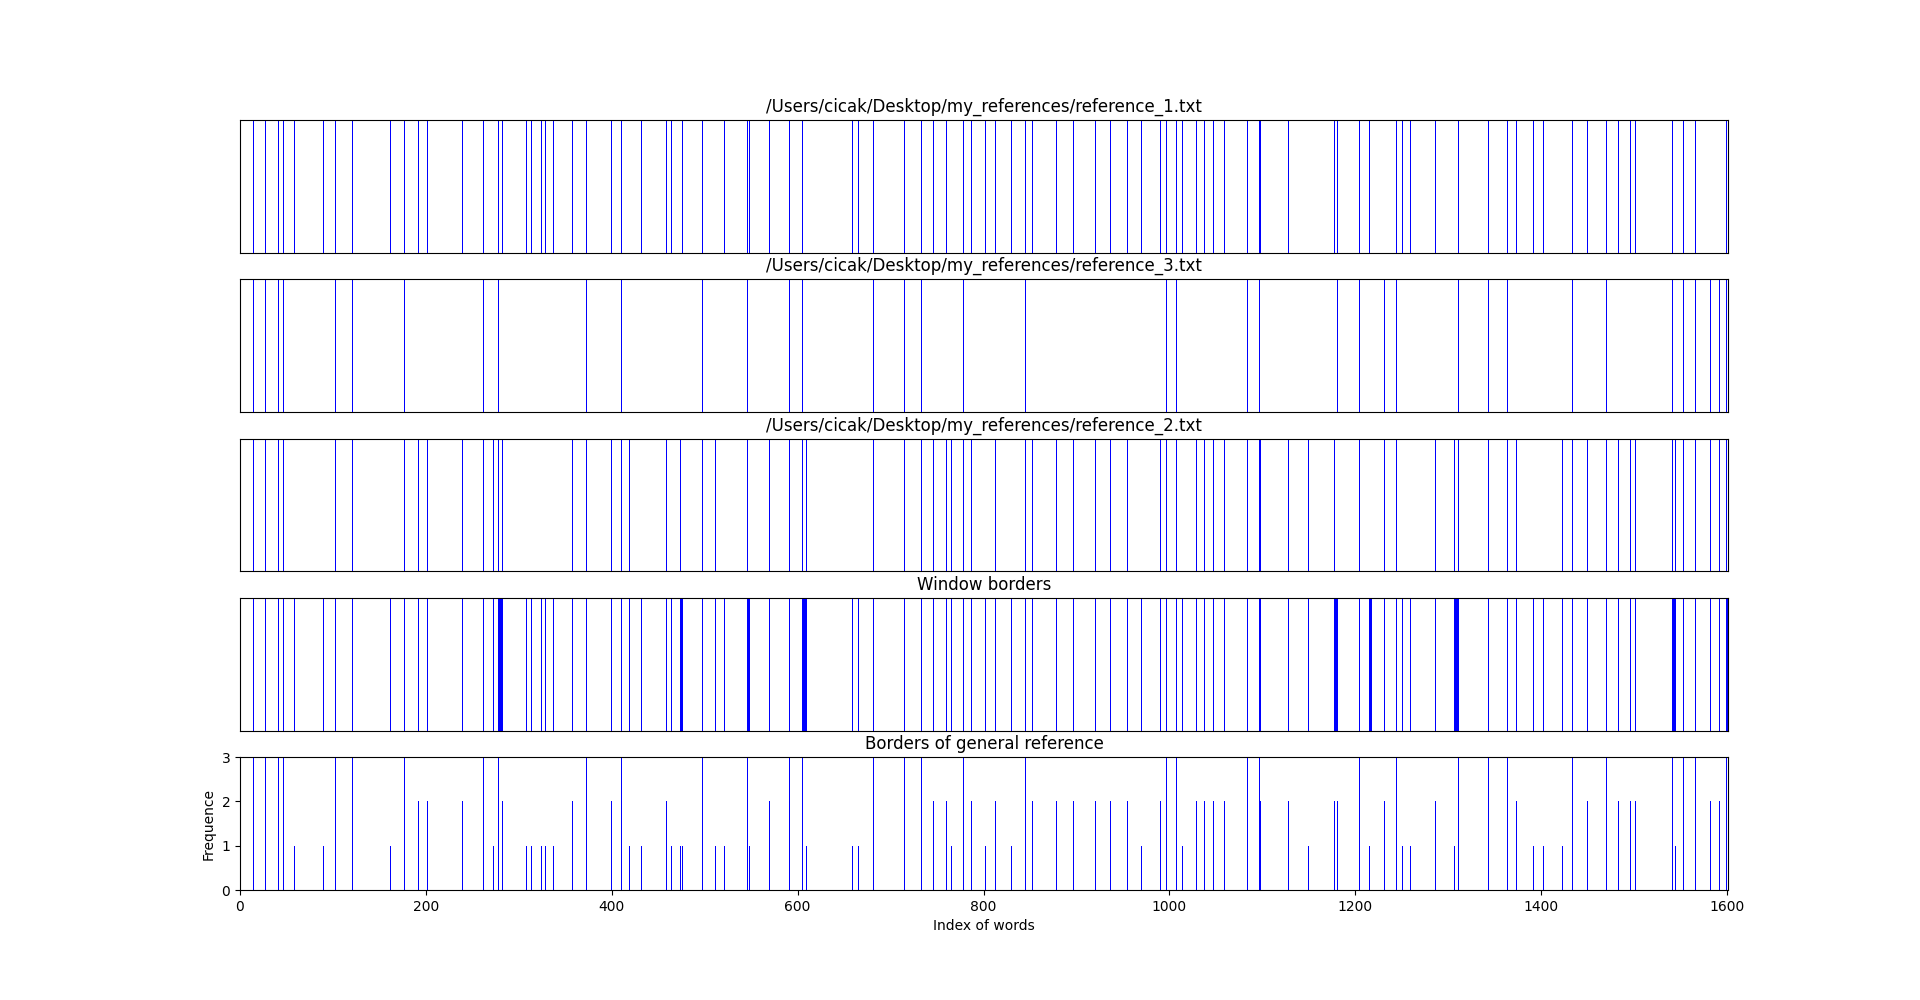 /Users/cicak/Desktop/my_references/reference_1.txt
/Users/cicak/Desktop/my_references/reference_3.txt
/Users/cicak/Desktop/my_references/reference_2.txt
Window borders
Borders of general reference
Frequence
3
2
1
0
0 200 400 600 800 1000 1200 1400 1600
Index of words